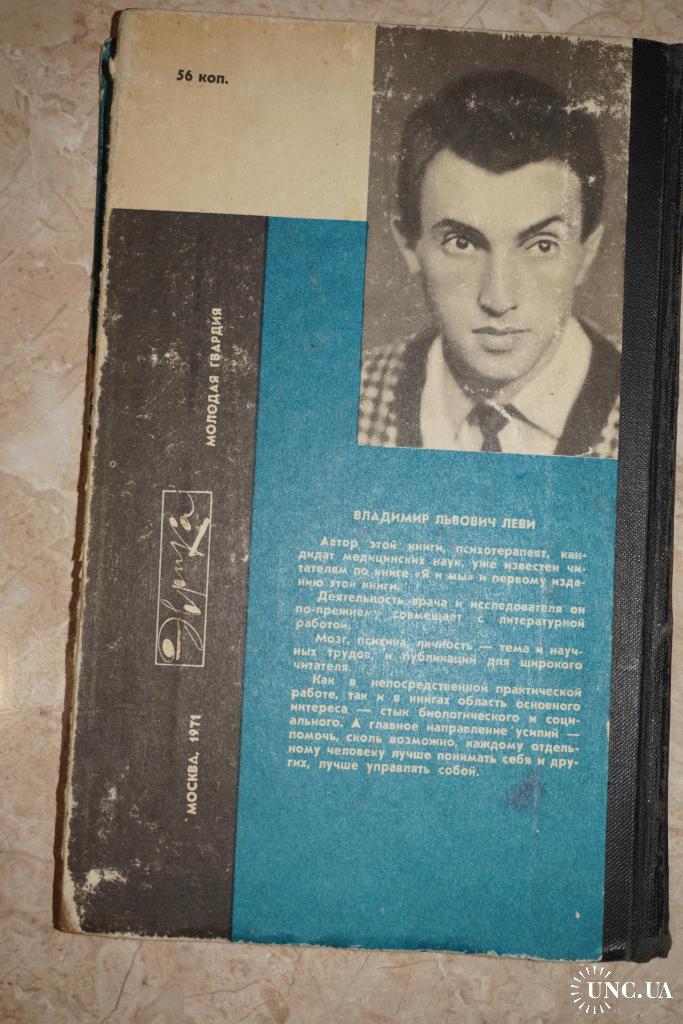 56 коп.
МОЛОДАЯ ГВАРДИЯ
Эврика
МОСКВА, 1971
ВЛАДИМИР ЛЬВОВИЧ ЛЕВИ
Автор этой книги, психотерапевт, кан-
дидат медицинских наук, уже известен чи-
тателям по книге «Я и мы» и первому изда-
нию этой книги.
Деятельность врача и исследователя он
по-прежнему совмещает с литературной
работой.
Мозг, психика, личность — тема и науч-
ных трудов, и публикаций для широкого
читателя.
Как в непосредственной практической
работе, так и в книгах область основного
интереса — стык биологического и соци-
ального. А главное направление усилий —
помочь, сколь возможно, каждому отдель-
ному человеку лучше понимать себя и дру-
гих, лучше управлять собой.
UNC.UA